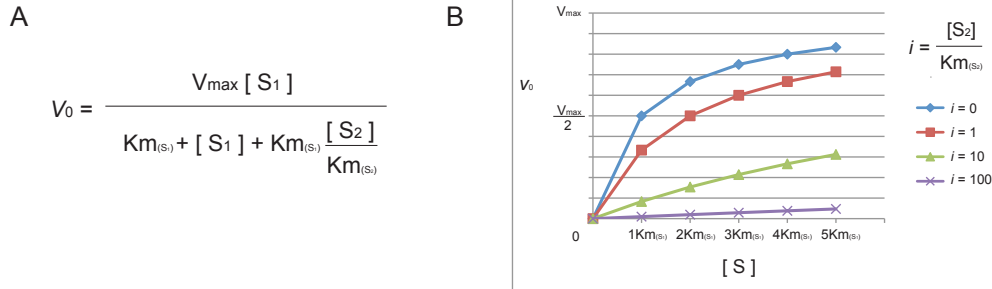 A
V₀ =
Vmax [ S₁ ]
Km(S₁) + [ S₁ ] + Km(S₁) [ S₂ ]
Km(S₂)
B
Vmax
V₀
Vmax
2
0
1Km(S₁) 2Km(S₁) 3Km(S₁) 4Km(S₁) 5Km(S₁)
[ S ]
i = [S₂]
Km(S₂)
i = 0
i = 1
i = 10
i = 100